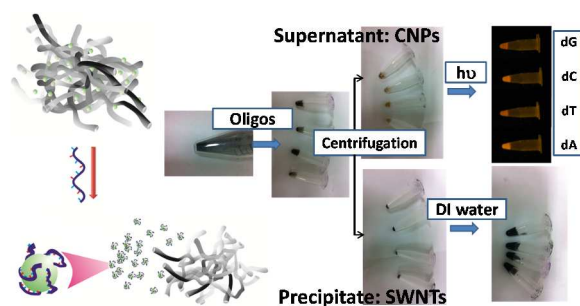 Supernatant: CNPs
hυ
dG
dC
dT
dA
Oligos
Centrifugation
DI water
Precipitate: SWNTs